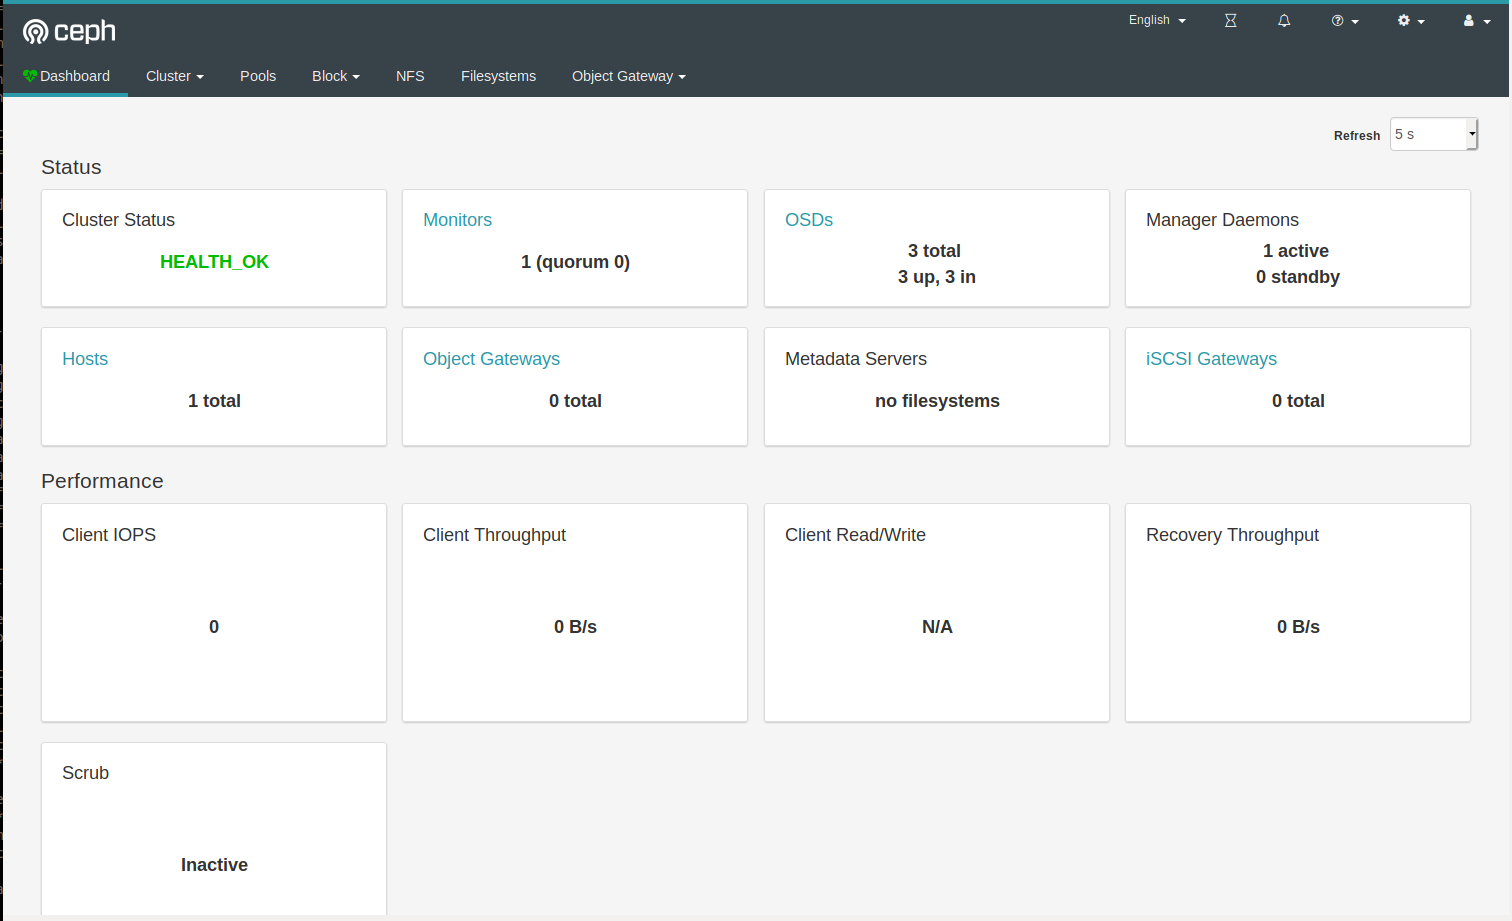 ceph
English
Dashboard Cluster Pools Block NFS Filesystems Object Gateway
Refresh 5 s
Status
Cluster Status
HEALTH_OK
Monitors
1 (quorum 0)
OSDs
3 total
3 up, 3 in
Manager Daemons
1 active
0 standby
Hosts
1 total
Object Gateways
0 total
Metadata Servers
no filesystems
iSCSI Gateways
0 total
Performance
Client IOPS
0
Client Throughput
0 B/s
Client Read/Write
N/A
Recovery Throughput
0 B/s
Scrub
Inactive